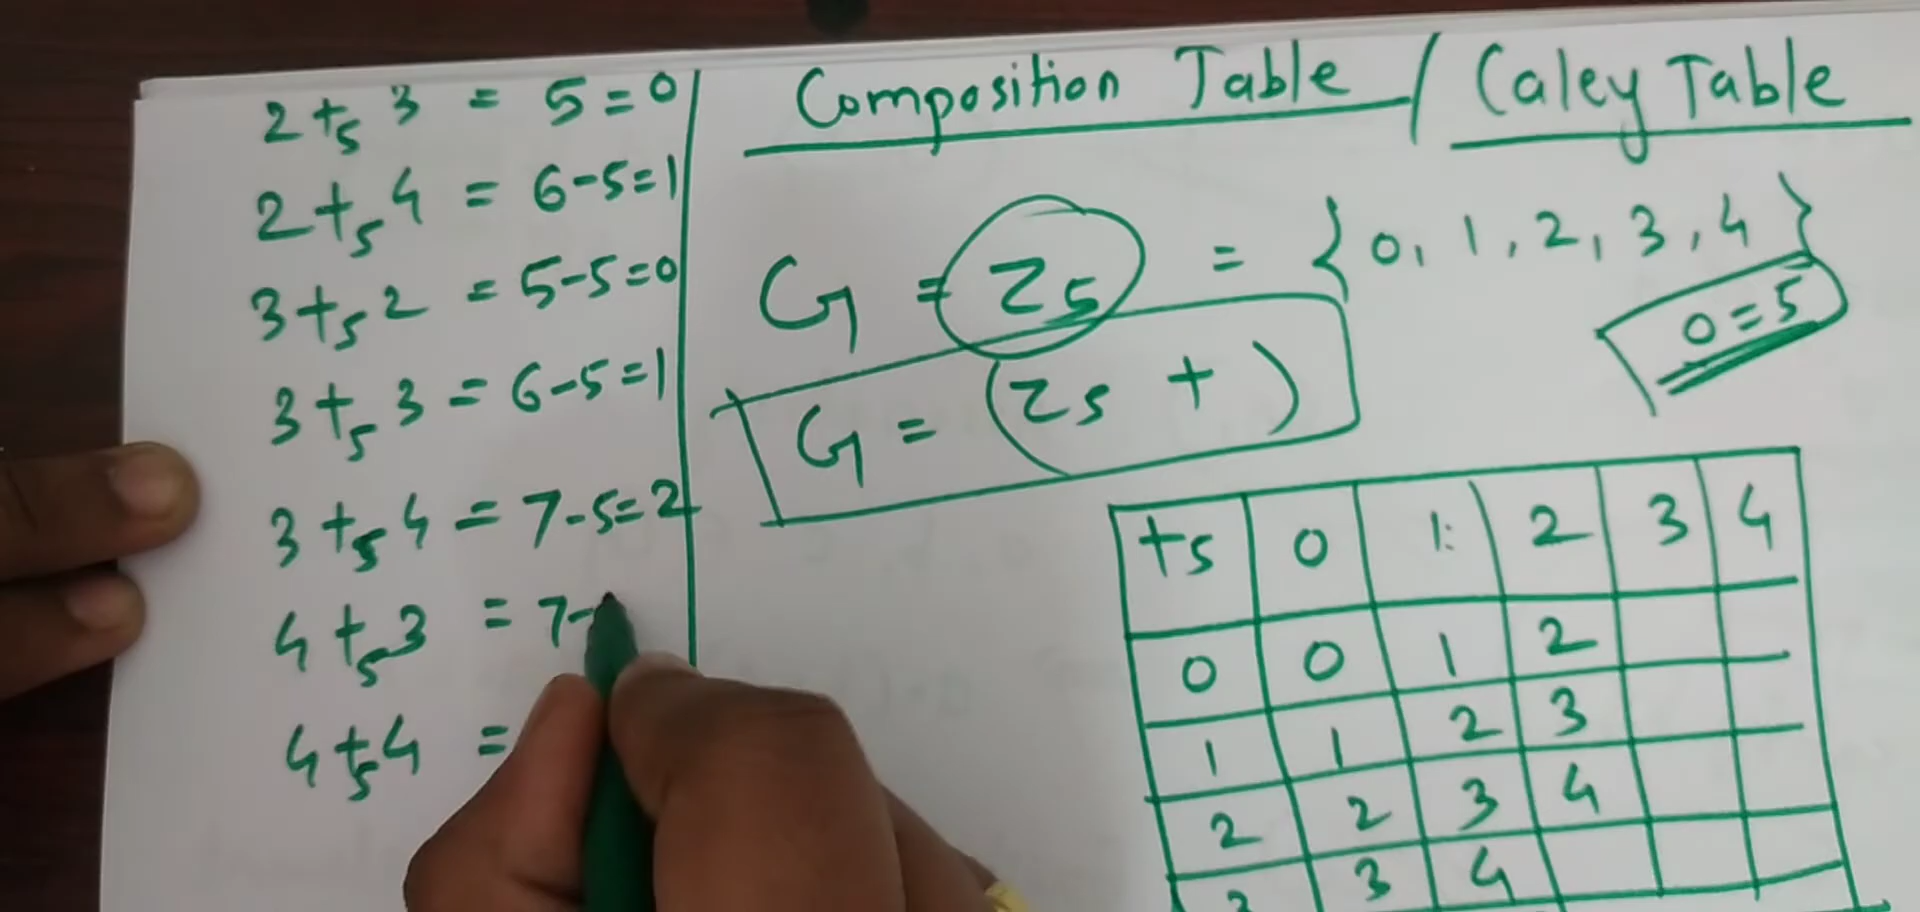 2 +5 3 = 5 = 0
2 +5 4 = 6-5=1
3 +5 2 = 5-5=0
3 +5 3 = 6-5=1
3 +5 4 = 7-5=2
4 +5 3 = 7-
4 +5 4 =
Composition Table / Caley Table
G = Z5 = {0, 1, 2, 3, 4}
0=5
G = (Z5 + )
+5 0 1 2 3 4
0 0 1 2
1 1 2 3
2 2 3 4
3 3 4